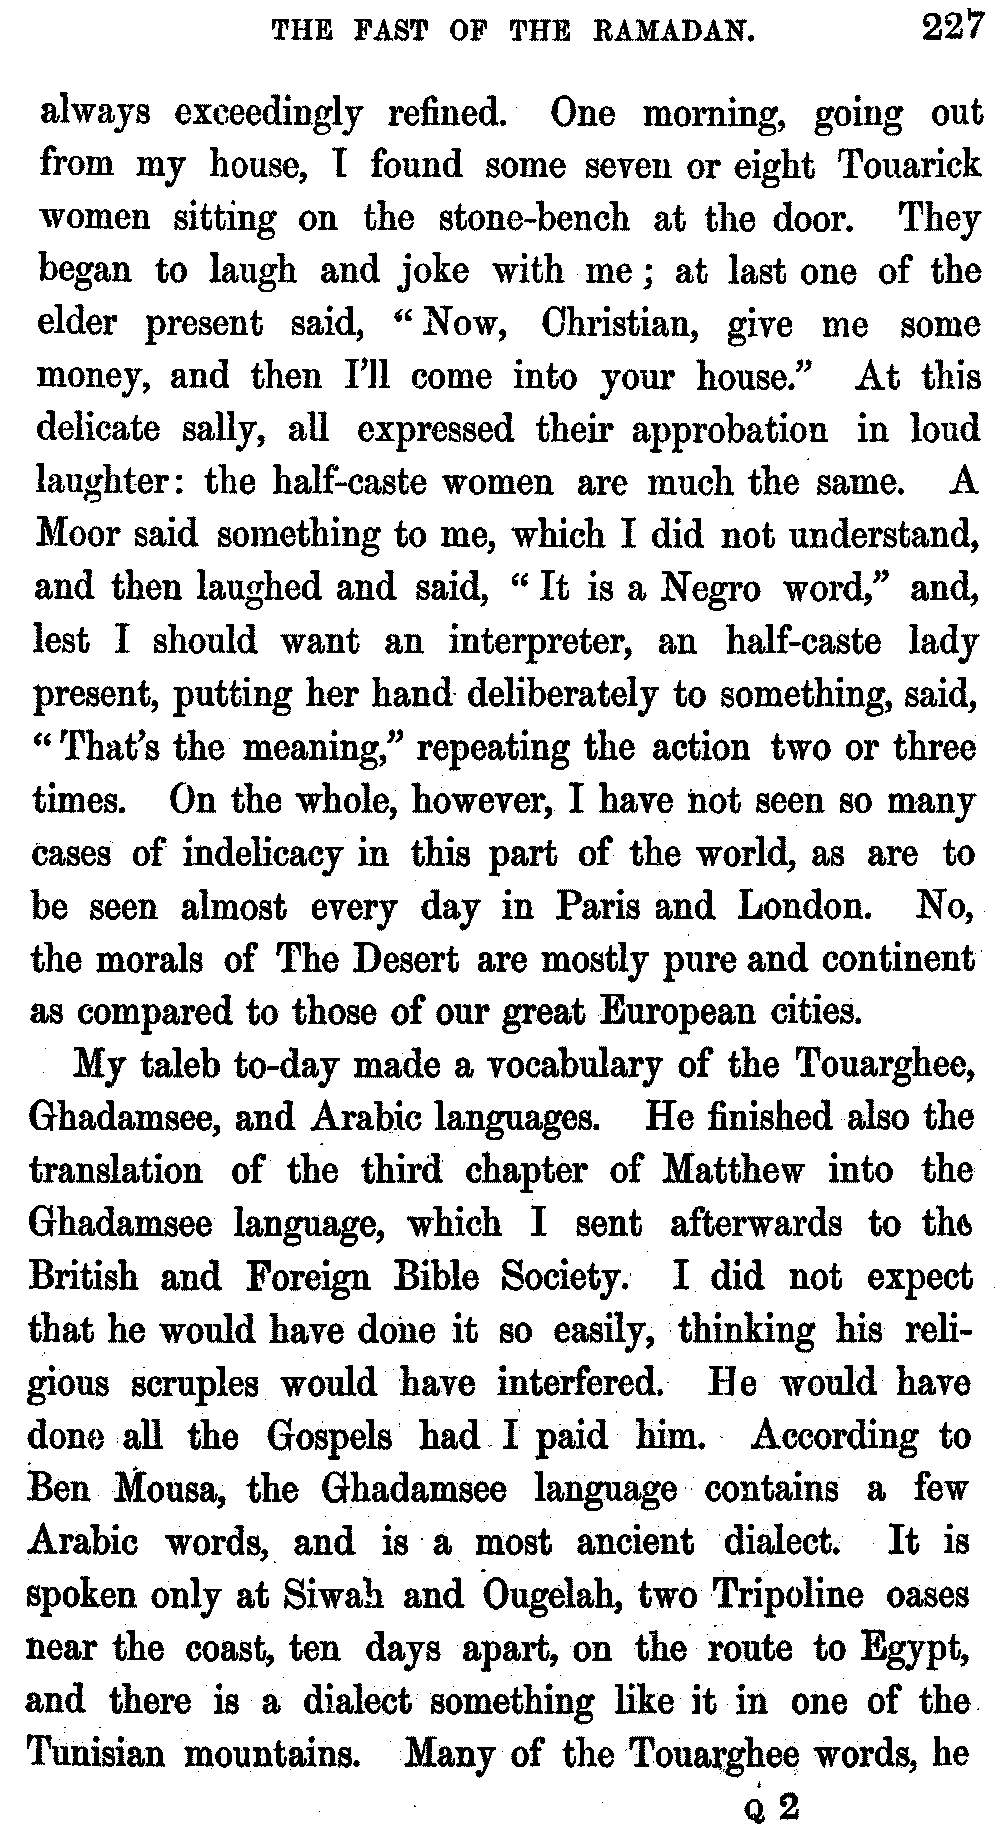 THE FAST OF THE RAMADAN. 227
always exceedingly refined. One morning, going out
from my house, I found some seven or eight Touarick
women sitting on the stone-bench at the door. They
began to laugh and joke with me; at last one of the
elder present said, "Now, Christian, give me some
money, and then I'll come into your house." At this
delicate sally, all expressed their approbation in loud
laughter: the half-caste women are much the same. A
Moor said something to me, which I did not understand,
and then laughed and said, "It is a Negro word," and,
lest I should want an interpreter, an half-caste lady
present, putting her hand deliberately to something, said,
"That's the meaning," repeating the action two or three
times. On the whole, however, I have not seen so many
cases of indelicacy in this part of the world, as are to
be seen almost every day in Paris and London. No,
the morals of The Desert are mostly pure and continent
as compared to those of our great European cities.
My taleb to-day made a vocabulary of the Touarghee,
Ghadamsee, and Arabic languages. He finished also the
translation of the third chapter of Matthew into the
Ghadamsee language, which I sent afterwards to the
British and Foreign Bible Society. I did not expect
that he would have done it so easily, thinking his reli-
gious scruples would have interfered. He would have
done all the Gospels had I paid him. According to
Ben Mousa, the Ghadamsee language contains a few
Arabic words, and is a most ancient dialect. It is
spoken only at Siwah and Ougelah, two Tripoline oases
near the coast, ten days apart, on the route to Egypt,
and there is a dialect something like it in one of the
Tunisian mountains. Many of the Touarghee words, he
Q 2